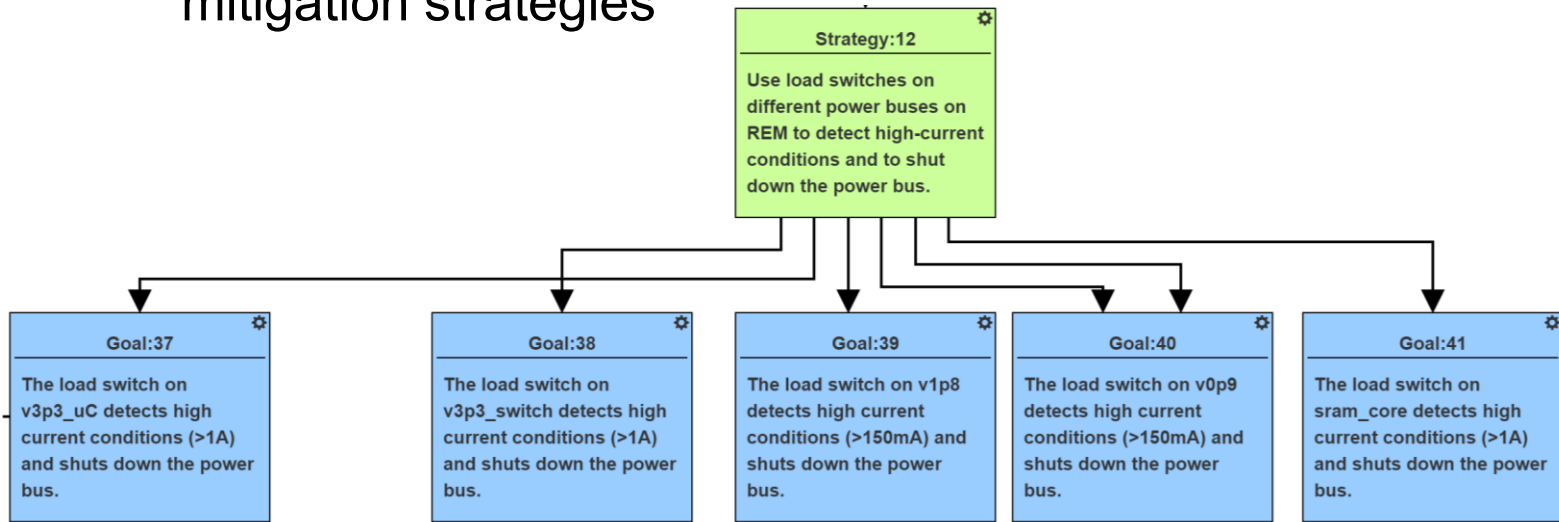 mitigation strategies
Strategy:12
Use load switches on
different power buses on
REM to detect high-current
conditions and to shut
down the power bus.
Goal:37
The load switch on
v3p3_uC detects high
current conditions (>1A)
and shuts down the power
bus.
Goal:38
The load switch on
v3p3_switch detects high
current conditions (>1A)
and shuts down the power
bus.
Goal:39
The load switch on v1p8
detects high current
conditions (>150mA) and
shuts down the power
bus.
Goal:40
The load switch on v0p9
detects high current
conditions (>150mA) and
shuts down the power
bus.
Goal:41
The load switch on
sram_core detects high
current conditions (>1A)
and shuts down the power
bus.